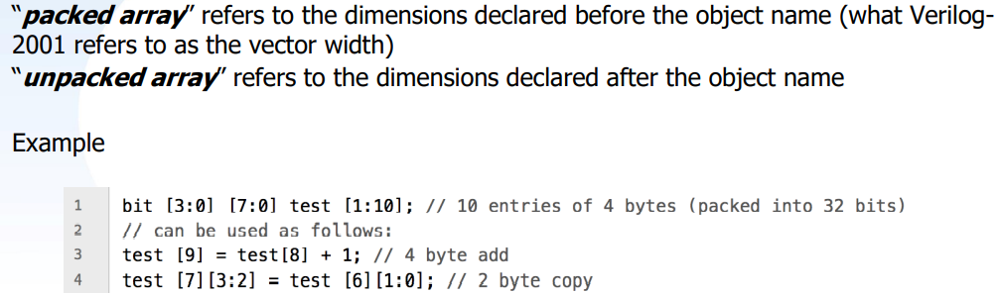 "packed array" refers to the dimensions declared before the object name (what Verilog-
2001 refers to as the vector width)
"unpacked array" refers to the dimensions declared after the object name
Example
1 bit [3:0] [7:0] test [1:10]; // 10 entries of 4 bytes (packed into 32 bits)
2 // can be used as follows:
3 test [9] = test[8] + 1; // 4 byte add
4 test [7][3:2] = test [6][1:0]; // 2 byte copy